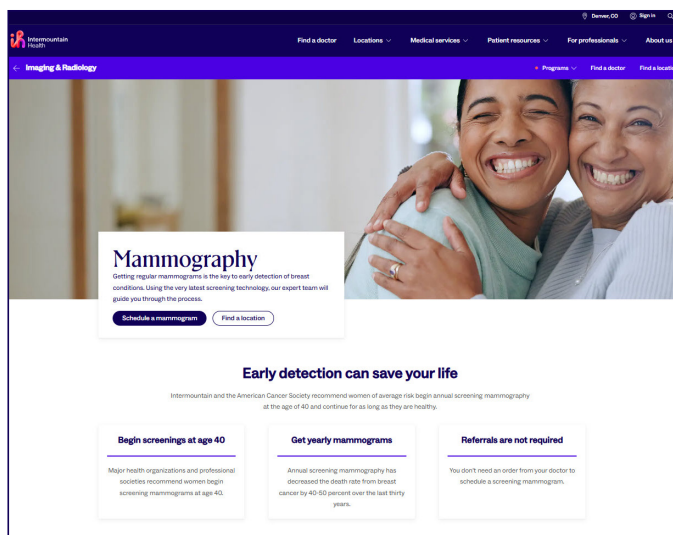 Denver, CO Sign in
Intermountain
Health
Find a doctor Locations Medical services Patient resources For professionals About us
← Imaging & Radiology
Programs Find a doctor Find a locatio
Mammography
Getting regular mammograms is the key to early detection of breast
conditions. Using the very latest screening technology, our expert team will
guide you through the process.
Schedule a mammogram Find a location
Early detection can save your life
Intermountain and the American Cancer Society recommend women of average risk begin annual screening mammography
at the age of 40 and continue for as long as they are healthy.
Begin screenings at age 40
Major health organizations and professional
societies recommend women begin
screening mammograms at age 40.
Get yearly mammograms
Annual screening mammography has
decreased the death rate from breast
cancer by 40-50 percent over the last thirty
years.
Referrals are not required
You don't need an order from your doctor to
schedule a screening mammogram.